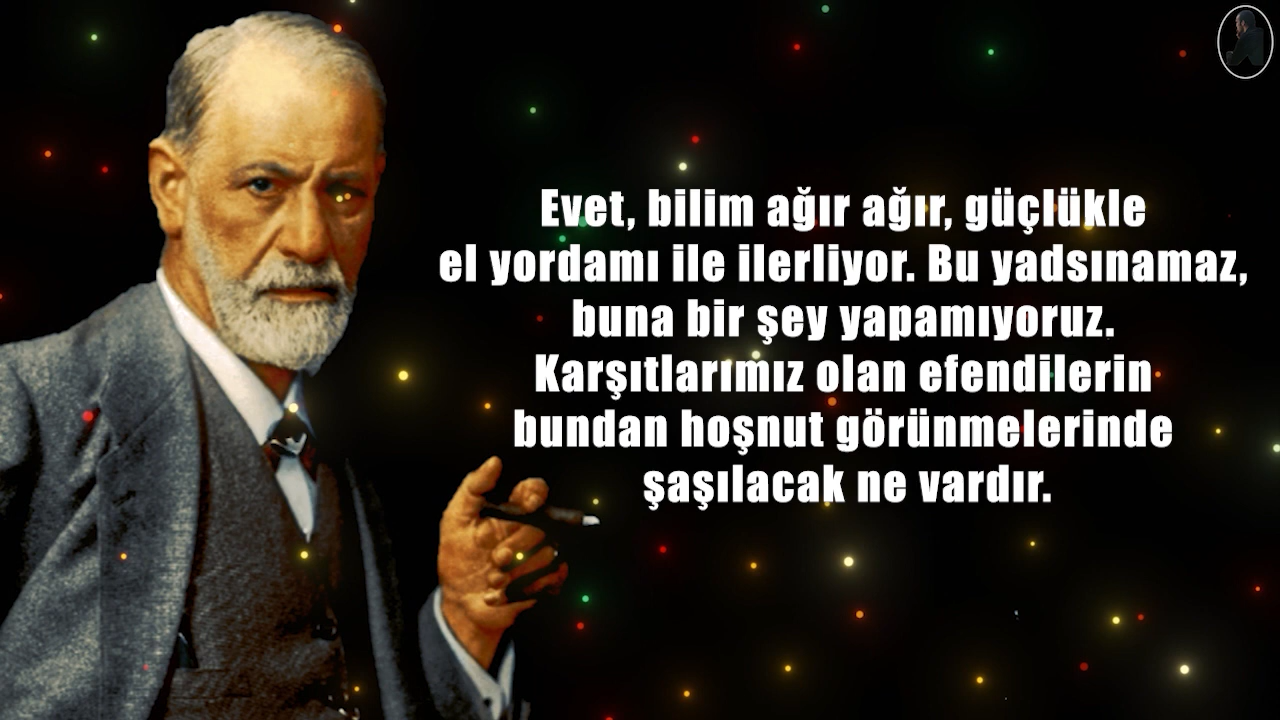 Evet, bilim ağır ağır, güçlükle
el yordamı ile ilerliyor. Bu yadsınamaz,
buna bir şey yapamıyoruz.
Karşıtlarımız olan efendilerin
bundan hoşnut görünmelerinde
şaşılacak ne vardır.